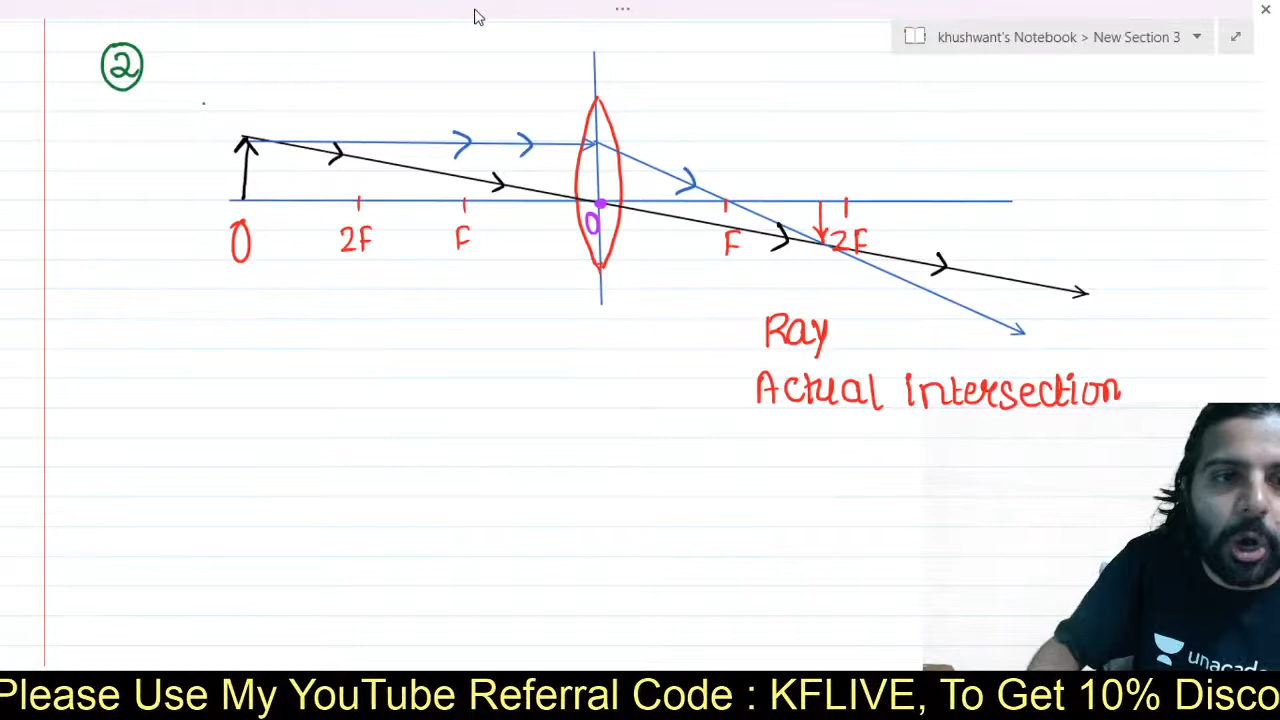 khushwant's Notebook > New Section 3
2
O 2F F O F 2F
Ray
Actual Intersection
Please Use My YouTube Referral Code : KFLIVE, To Get 10% Disco
unacade